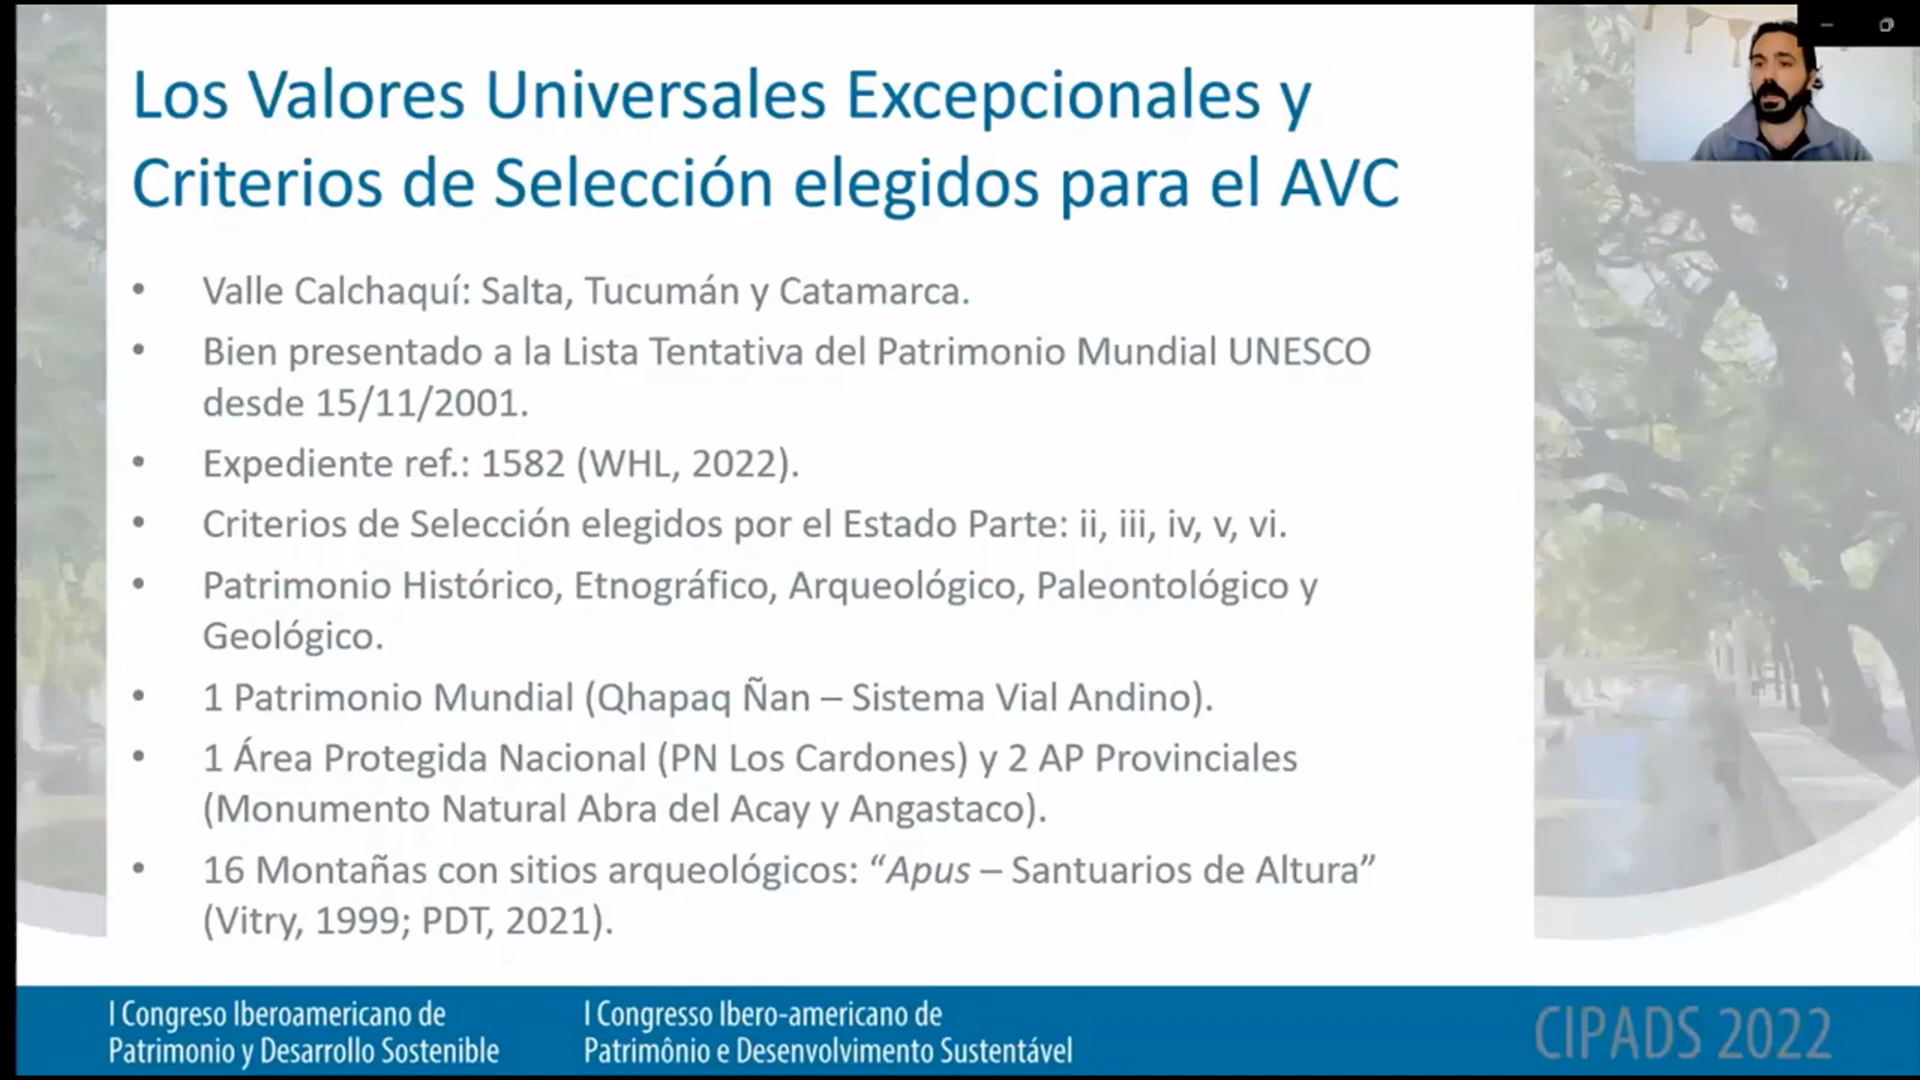 Los Valores Universales Excepcionales y
Criterios de Selección elegidos para el AVC
• Valle Calchaquí: Salta, Tucumán y Catamarca.
• Bien presentado a la Lista Tentativa del Patrimonio Mundial UNESCO
desde 15/11/2001.
• Expediente ref.: 1582 (WHL, 2022).
• Criterios de Selección elegidos por el Estado Parte: ii, iii, iv, v, vi.
• Patrimonio Histórico, Etnográfico, Arqueológico, Paleontológico y
Geológico.
• 1 Patrimonio Mundial (Qhapaq Ñan – Sistema Vial Andino).
• 1 Área Protegida Nacional (PN Los Cardones) y 2 AP Provinciales
(Monumento Natural Abra del Acay y Angastaco).
• 16 Montañas con sitios arqueológicos: “Apus – Santuarios de Altura”
(Vitry, 1999; PDT, 2021).
I Congreso Iberoamericano de
Patrimonio y Desarrollo Sostenible
I Congresso Ibero-americano de
Patrimônio e Desenvolvimento Sustentável
CIPADS 2022